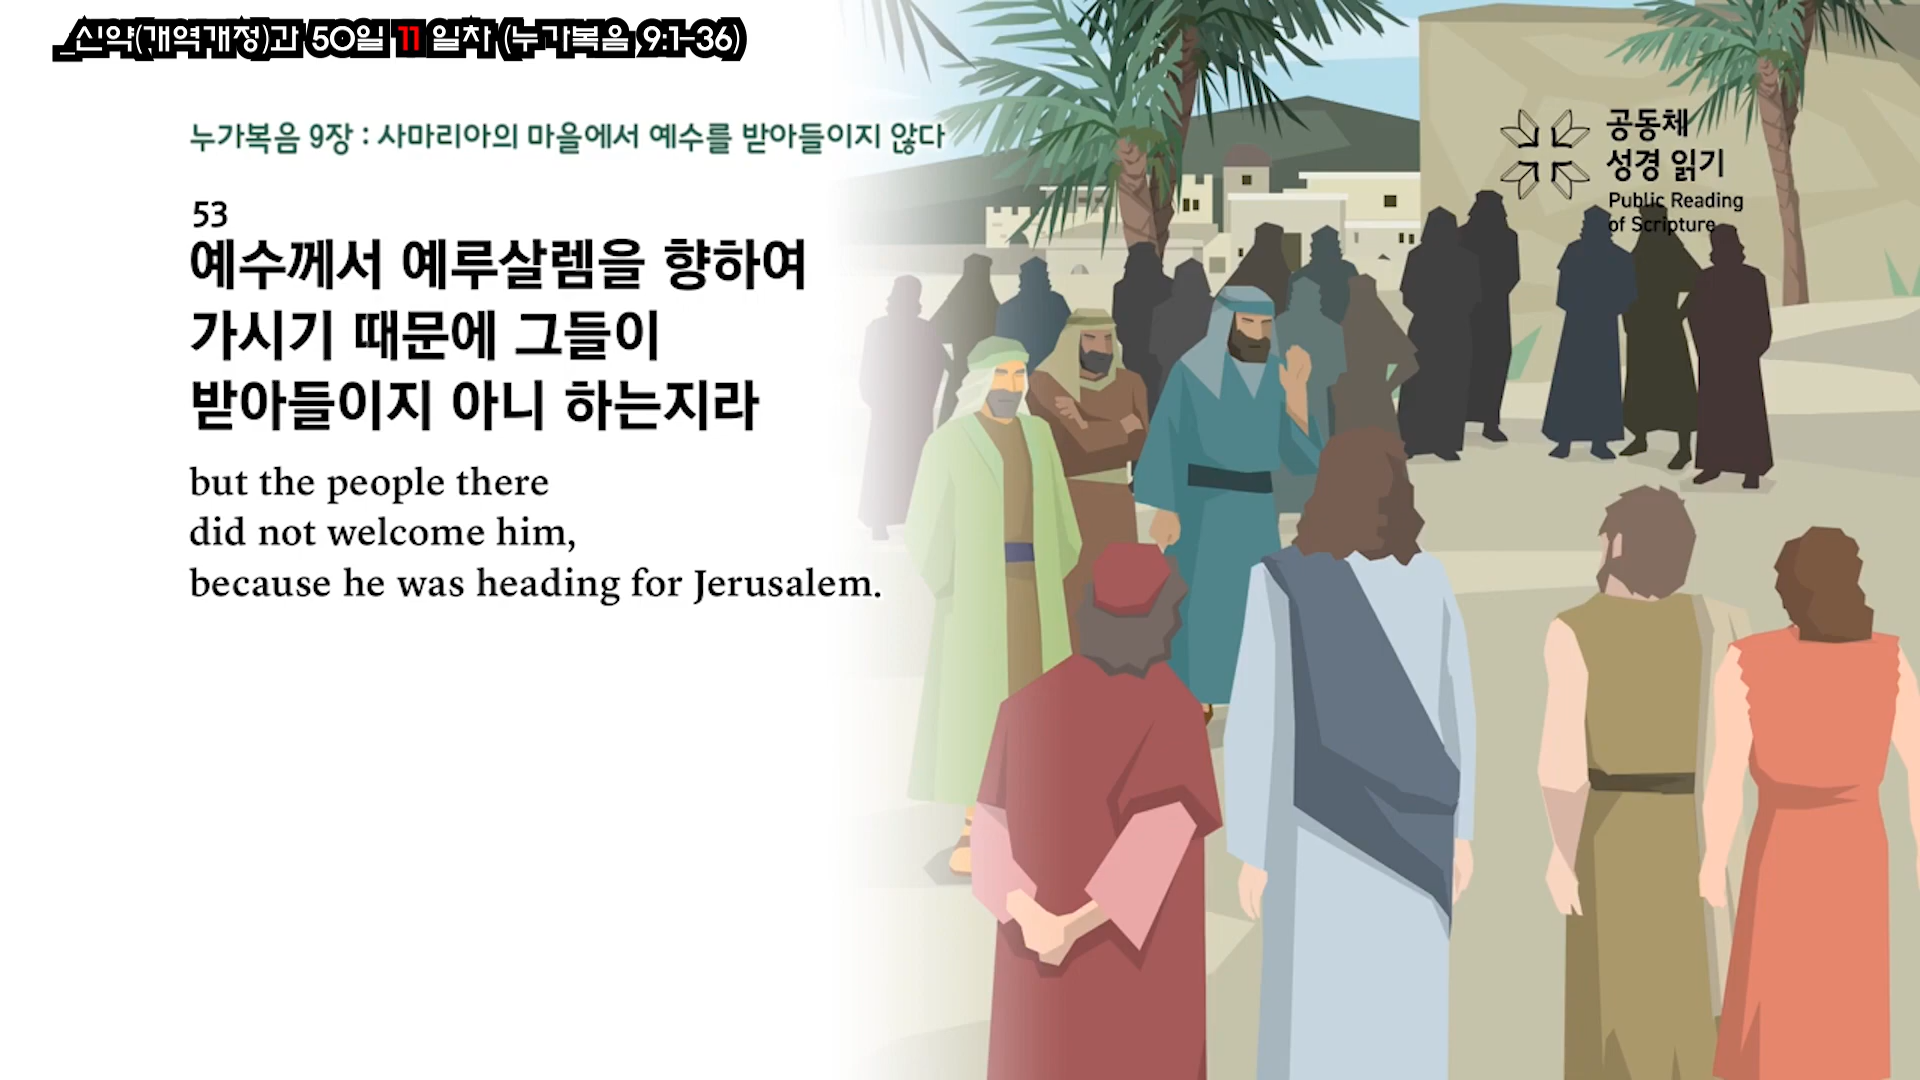 _신약(개역개정)과 50일 11 일차 (누가복음 9:1-36)
누가복음 9장 : 사마리아의 마을에서 예수를 받아들이지 않다
53
예수께서 예루살렘을 향하여
가시기 때문에 그들이
받아들이지 아니 하는지라
but the people there
did not welcome him,
because he was heading for Jerusalem.
공동체
성경 읽기
Public Reading
of Scripture